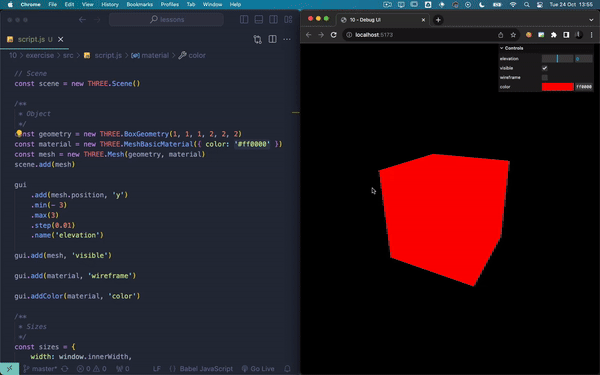 Chrome File Edit View History Bookmarks Profiles Tab Window Help
Tue 24 Oct 13:55
lessons
script.js U
10 > exercise > src > script.js > material > color
// Scene
const scene = new THREE.Scene()
/**
* Object
*/
const geometry = new THREE.BoxGeometry(1, 1, 1, 2, 2, 2)
const material = new THREE.MeshBasicMaterial({ color: '#ff0000' })
const mesh = new THREE.Mesh(geometry, material)
scene.add(mesh)
gui
.add(mesh.position, 'y')
.min(- 3)
.max(3)
.step(0.01)
.name('elevation')
gui.add(mesh, 'visible')
gui.add(material, 'wireframe')
gui.addColor(material, 'color')
/**
* Sizes
*/
const sizes = {
width: window.innerWidth,
main* 0 0 0 LF {} Babel JavaScript Go Live
10 - Debug UI
localhost:5173
Controls
elevation 0
visible
wireframe
color ff0000